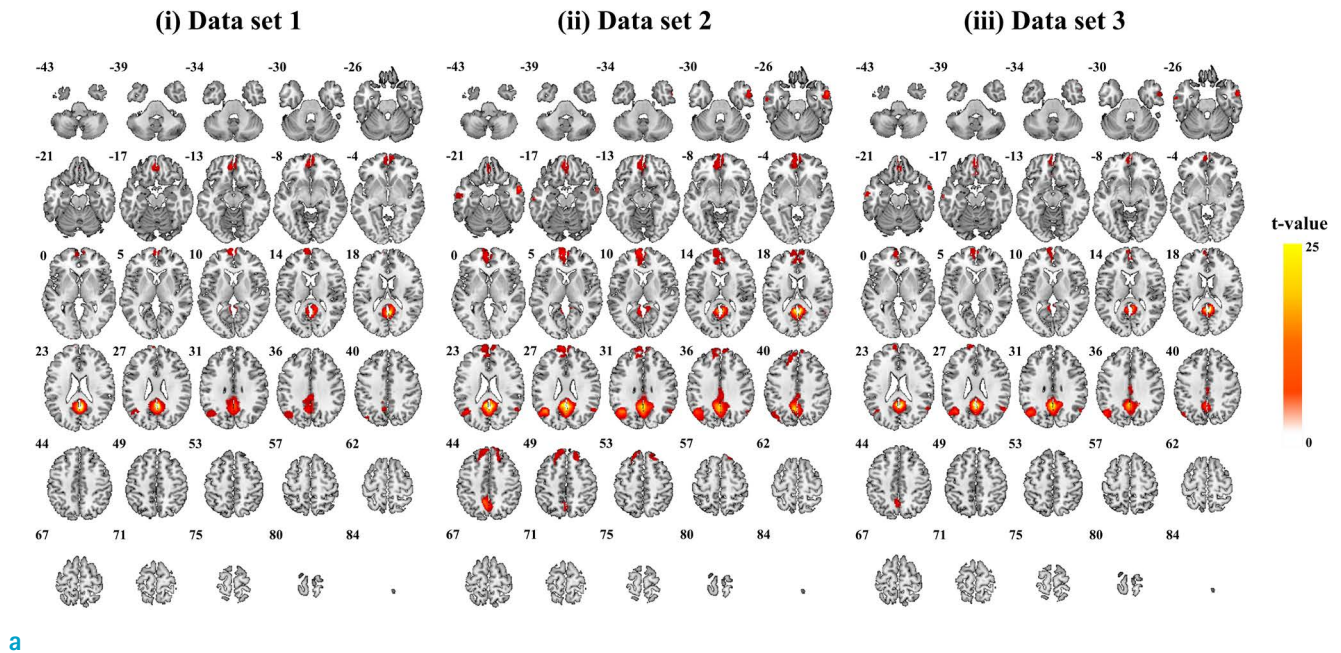 (i) Data set 1 (ii) Data set 2 (iii) Data set 3
-43 -39 -34 -30 -26 -43 -39 -34 -30 -26 -43 -39 -34 -30 -26
-21 -17 -13 -8 -4 -21 -17 -13 -8 -4 -21 -17 -13 -8 -4
t-value
0 5 10 14 18 0 5 10 14 18 0 5 10 14 18 25
23 27 31 36 40 23 27 31 36 40 23 27 31 36 40
44 49 53 57 62 44 49 53 57 62 44 49 53 57 62 0
67 71 75 80 84 67 71 75 80 84 67 71 75 80 84
a